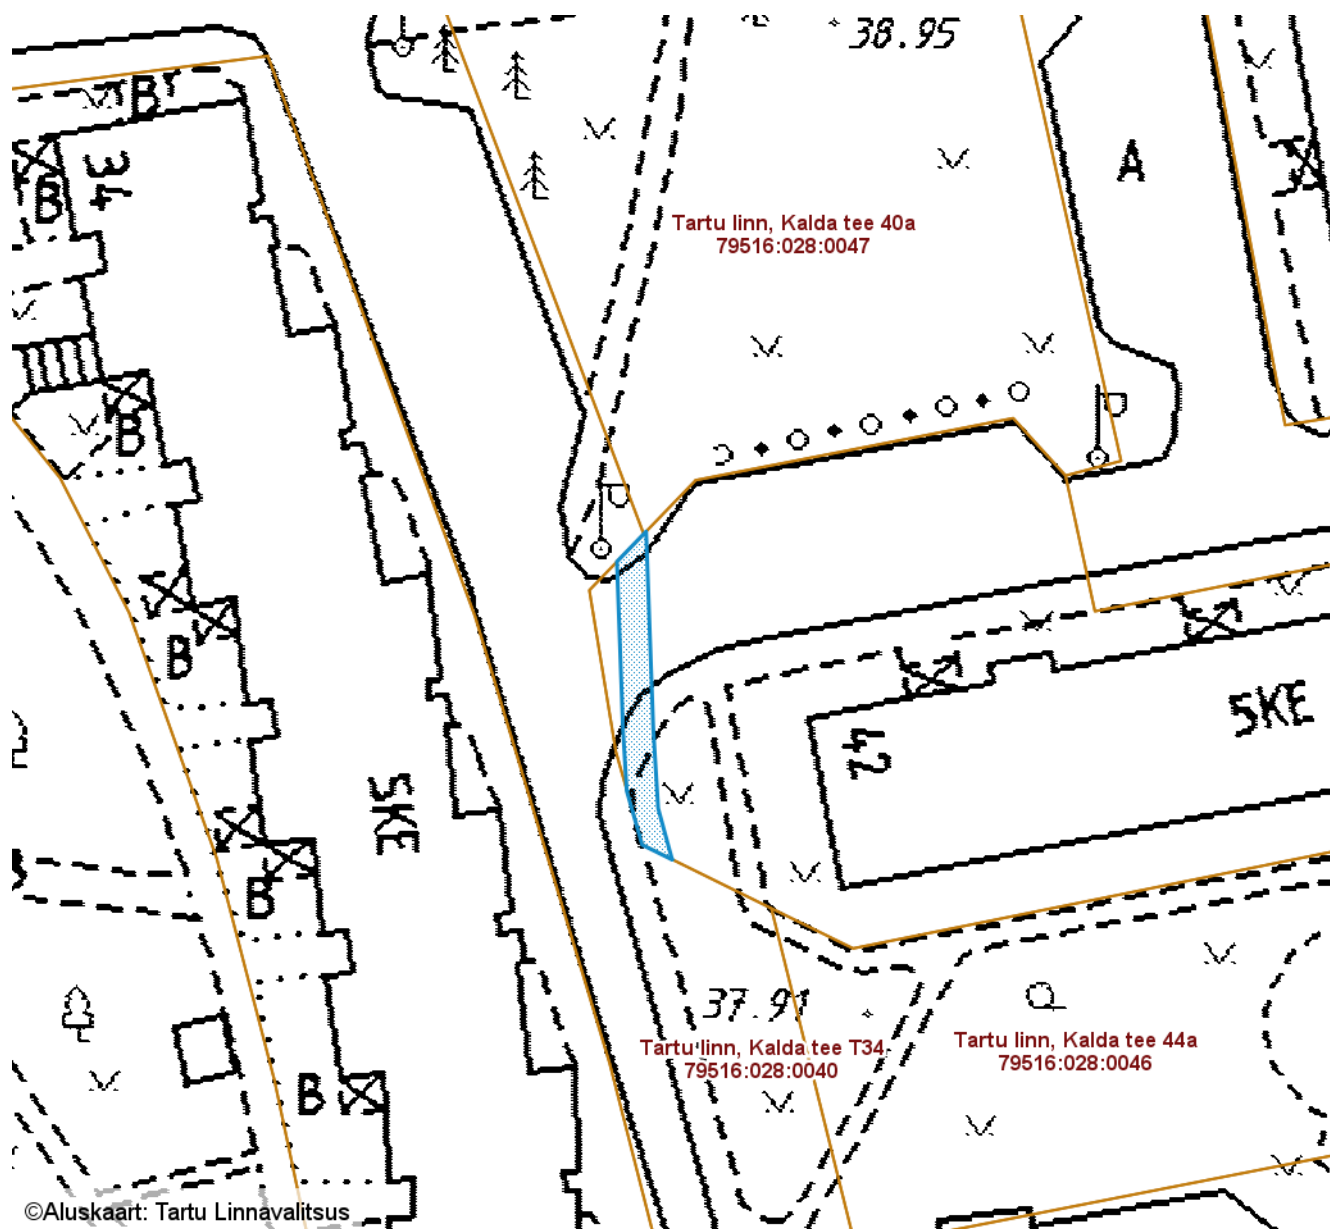 38.95
B
34
B
A
Tartu linn, Kalda tee 40a
79516:028:0047
B
B
5KE
42
5KE
B
37.91
Tartu linn, Kalda tee T34
79516:028:0040
Tartu linn, Kalda tee 44a
79516:028:0046
B
©Aluskaart: Tartu Linnavalitsus